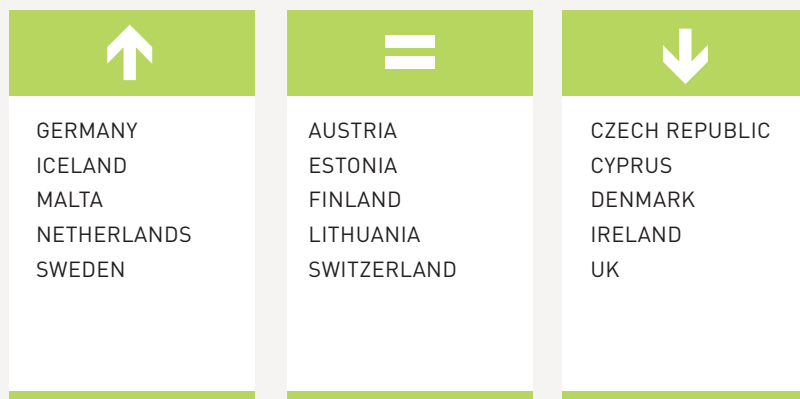 GERMANY
ICELAND
MALTA
NETHERLANDS
SWEDEN
AUSTRIA
ESTONIA
FINLAND
LITHUANIA
SWITZERLAND
CZECH REPUBLIC
CYPRUS
DENMARK
IRELAND
UK